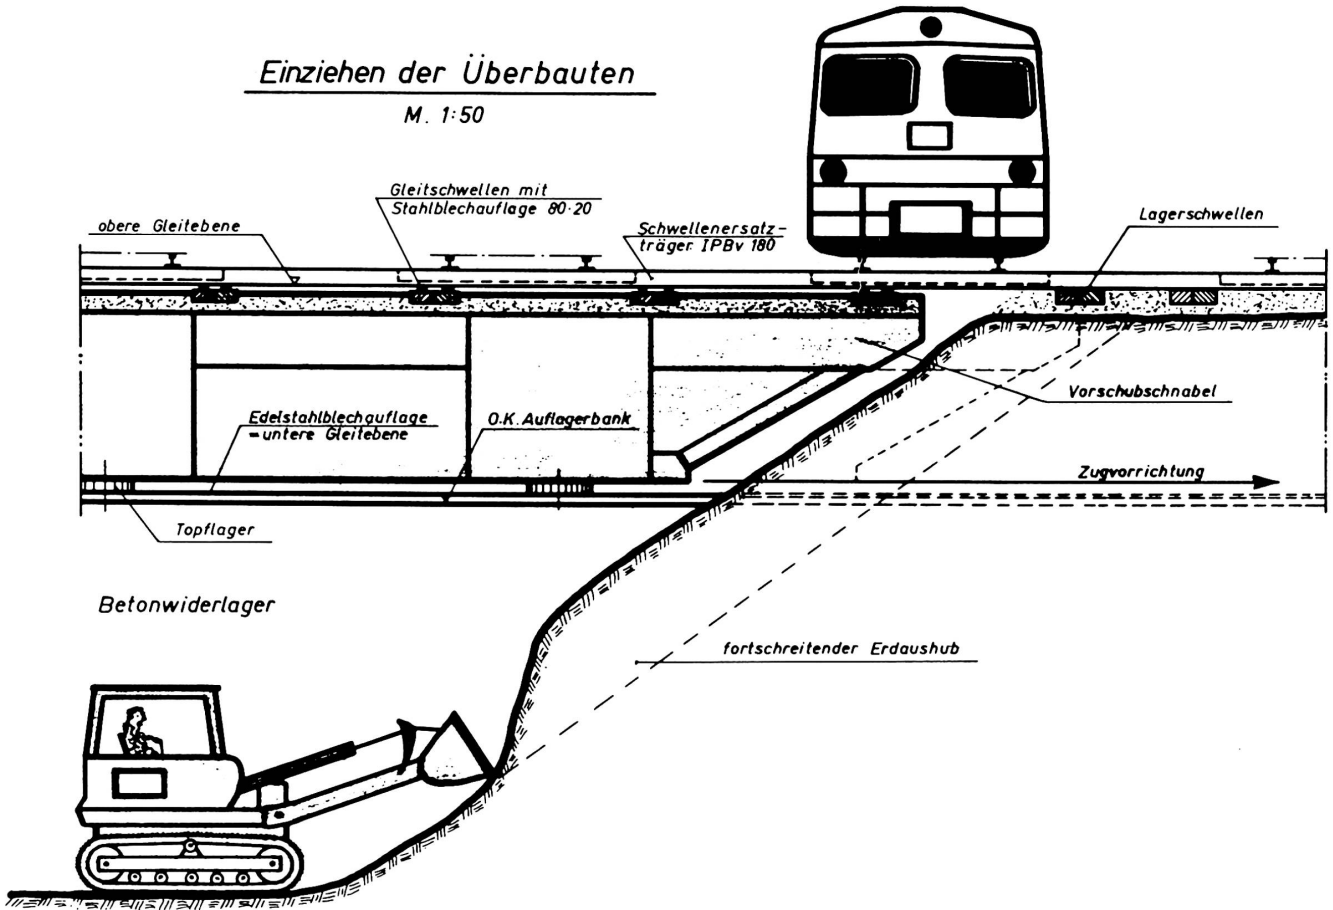 Einziehen der Überbauten
M. 1:50
Gleitschwellen mit
Stahlblechauflage 80·20
obere Gleitebene
Schwellenersatz-
träger IPBv 180
Lagerschwellen
Vorschubschnabel
Edelstahlblechauflage
=untere Gleitebene
O.K. Auflagerbank
Zugvorrichtung
Topflager
Betonwiderlager
fortschreitender Erdaushub